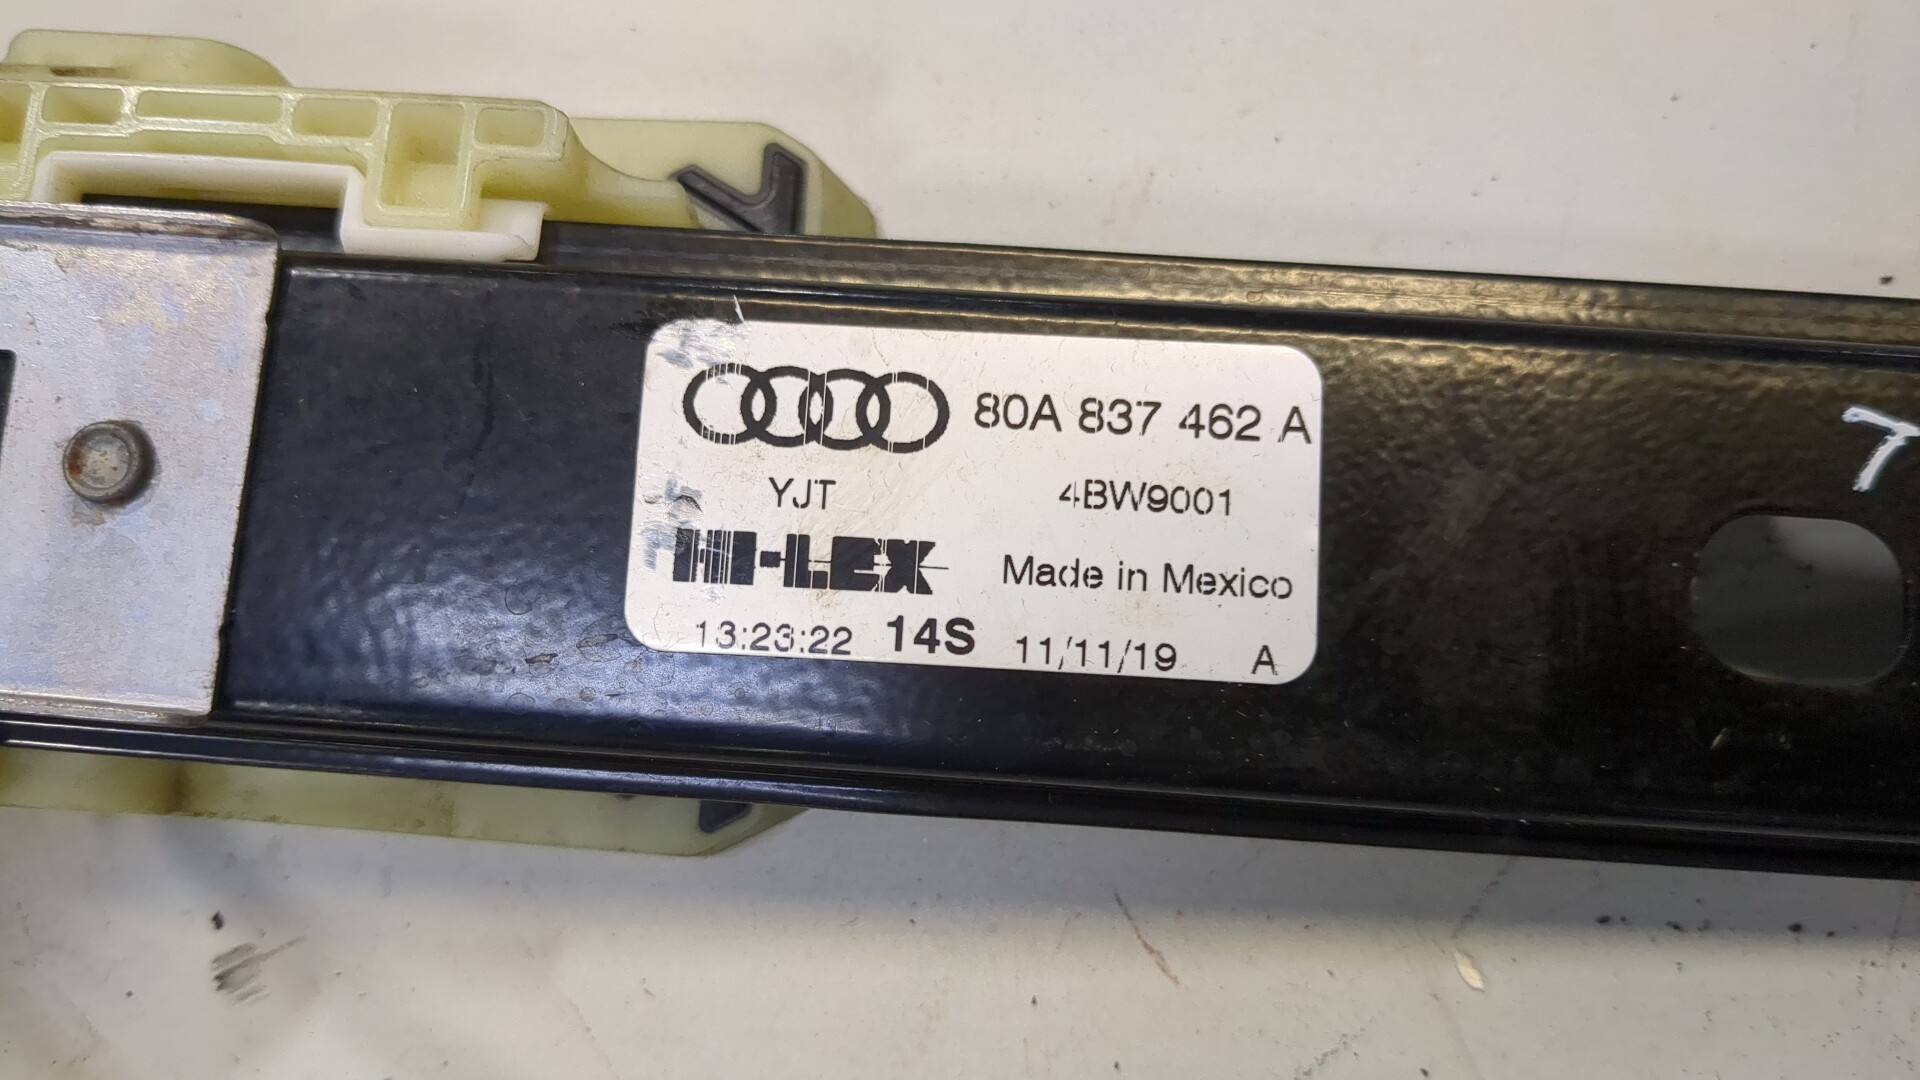 80A 837 462 A
YJT 4BW9001
HI-LEX Made in Mexico
13:23:22 14S 11/11/19 A